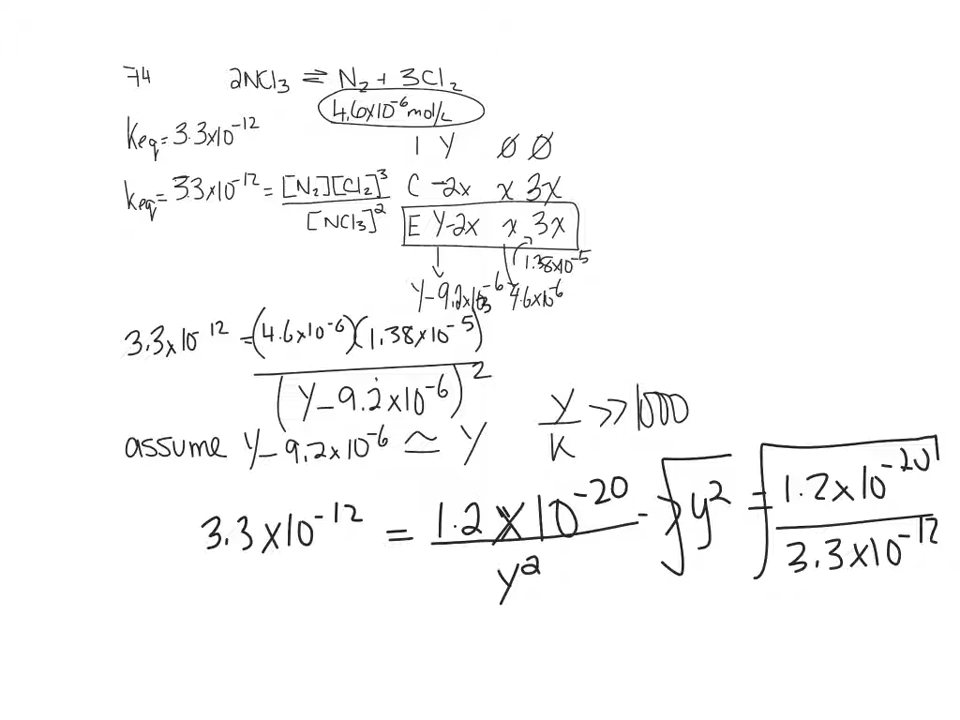 74 2NCl₃ ⇌ N₂ + 3Cl₂
4.6x10⁻⁶ mol/L
Keq = 3.3x10⁻¹²
I Y ∅ ∅
Keq = 3.3x10⁻¹² = [N₂][Cl₂]³ / [NCl₃]² C -2x x 3x
E Y-2x x 3x
1.38x10⁻⁵
Y-9.2x10⁻⁶ 4.6x10⁻⁶
3.3x10⁻¹² = (4.6x10⁻⁶)(1.38x10⁻⁵)³ / (Y-9.2x10⁻⁶)²
Y/K >> 1000
assume Y-9.2x10⁻⁶ ≃ Y
3.3x10⁻¹² = 1.2x10⁻²⁰ / y² → √y² = √(1.2x10⁻²⁰ / 3.3x10⁻¹²)